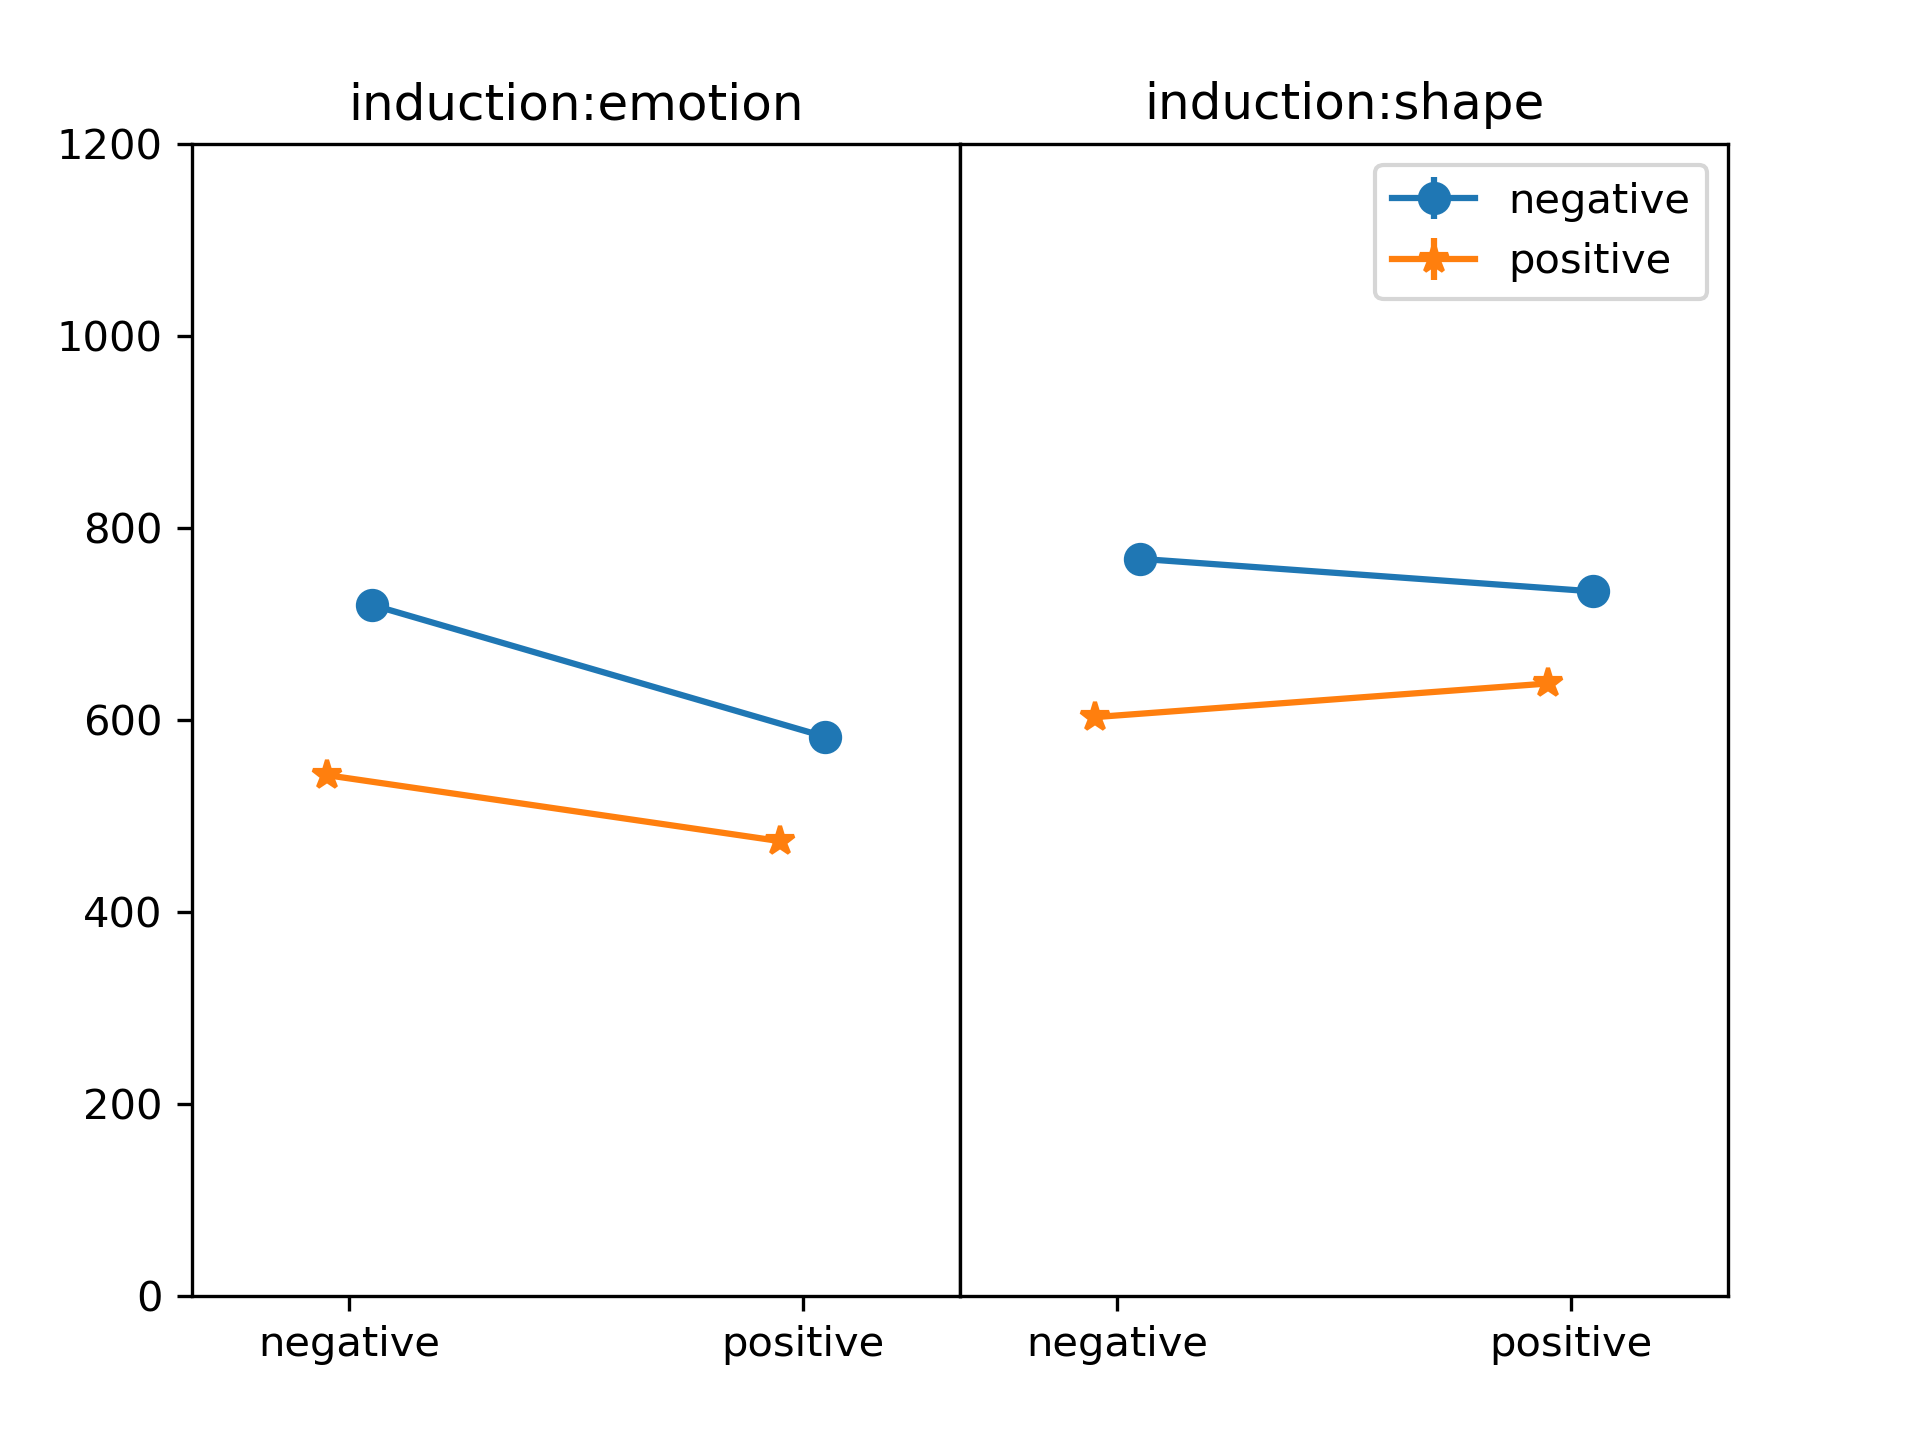 induction:emotion
induction:shape
1200
1000
800
600
400
200
0
negative
positive
negative
positive
negative
positive